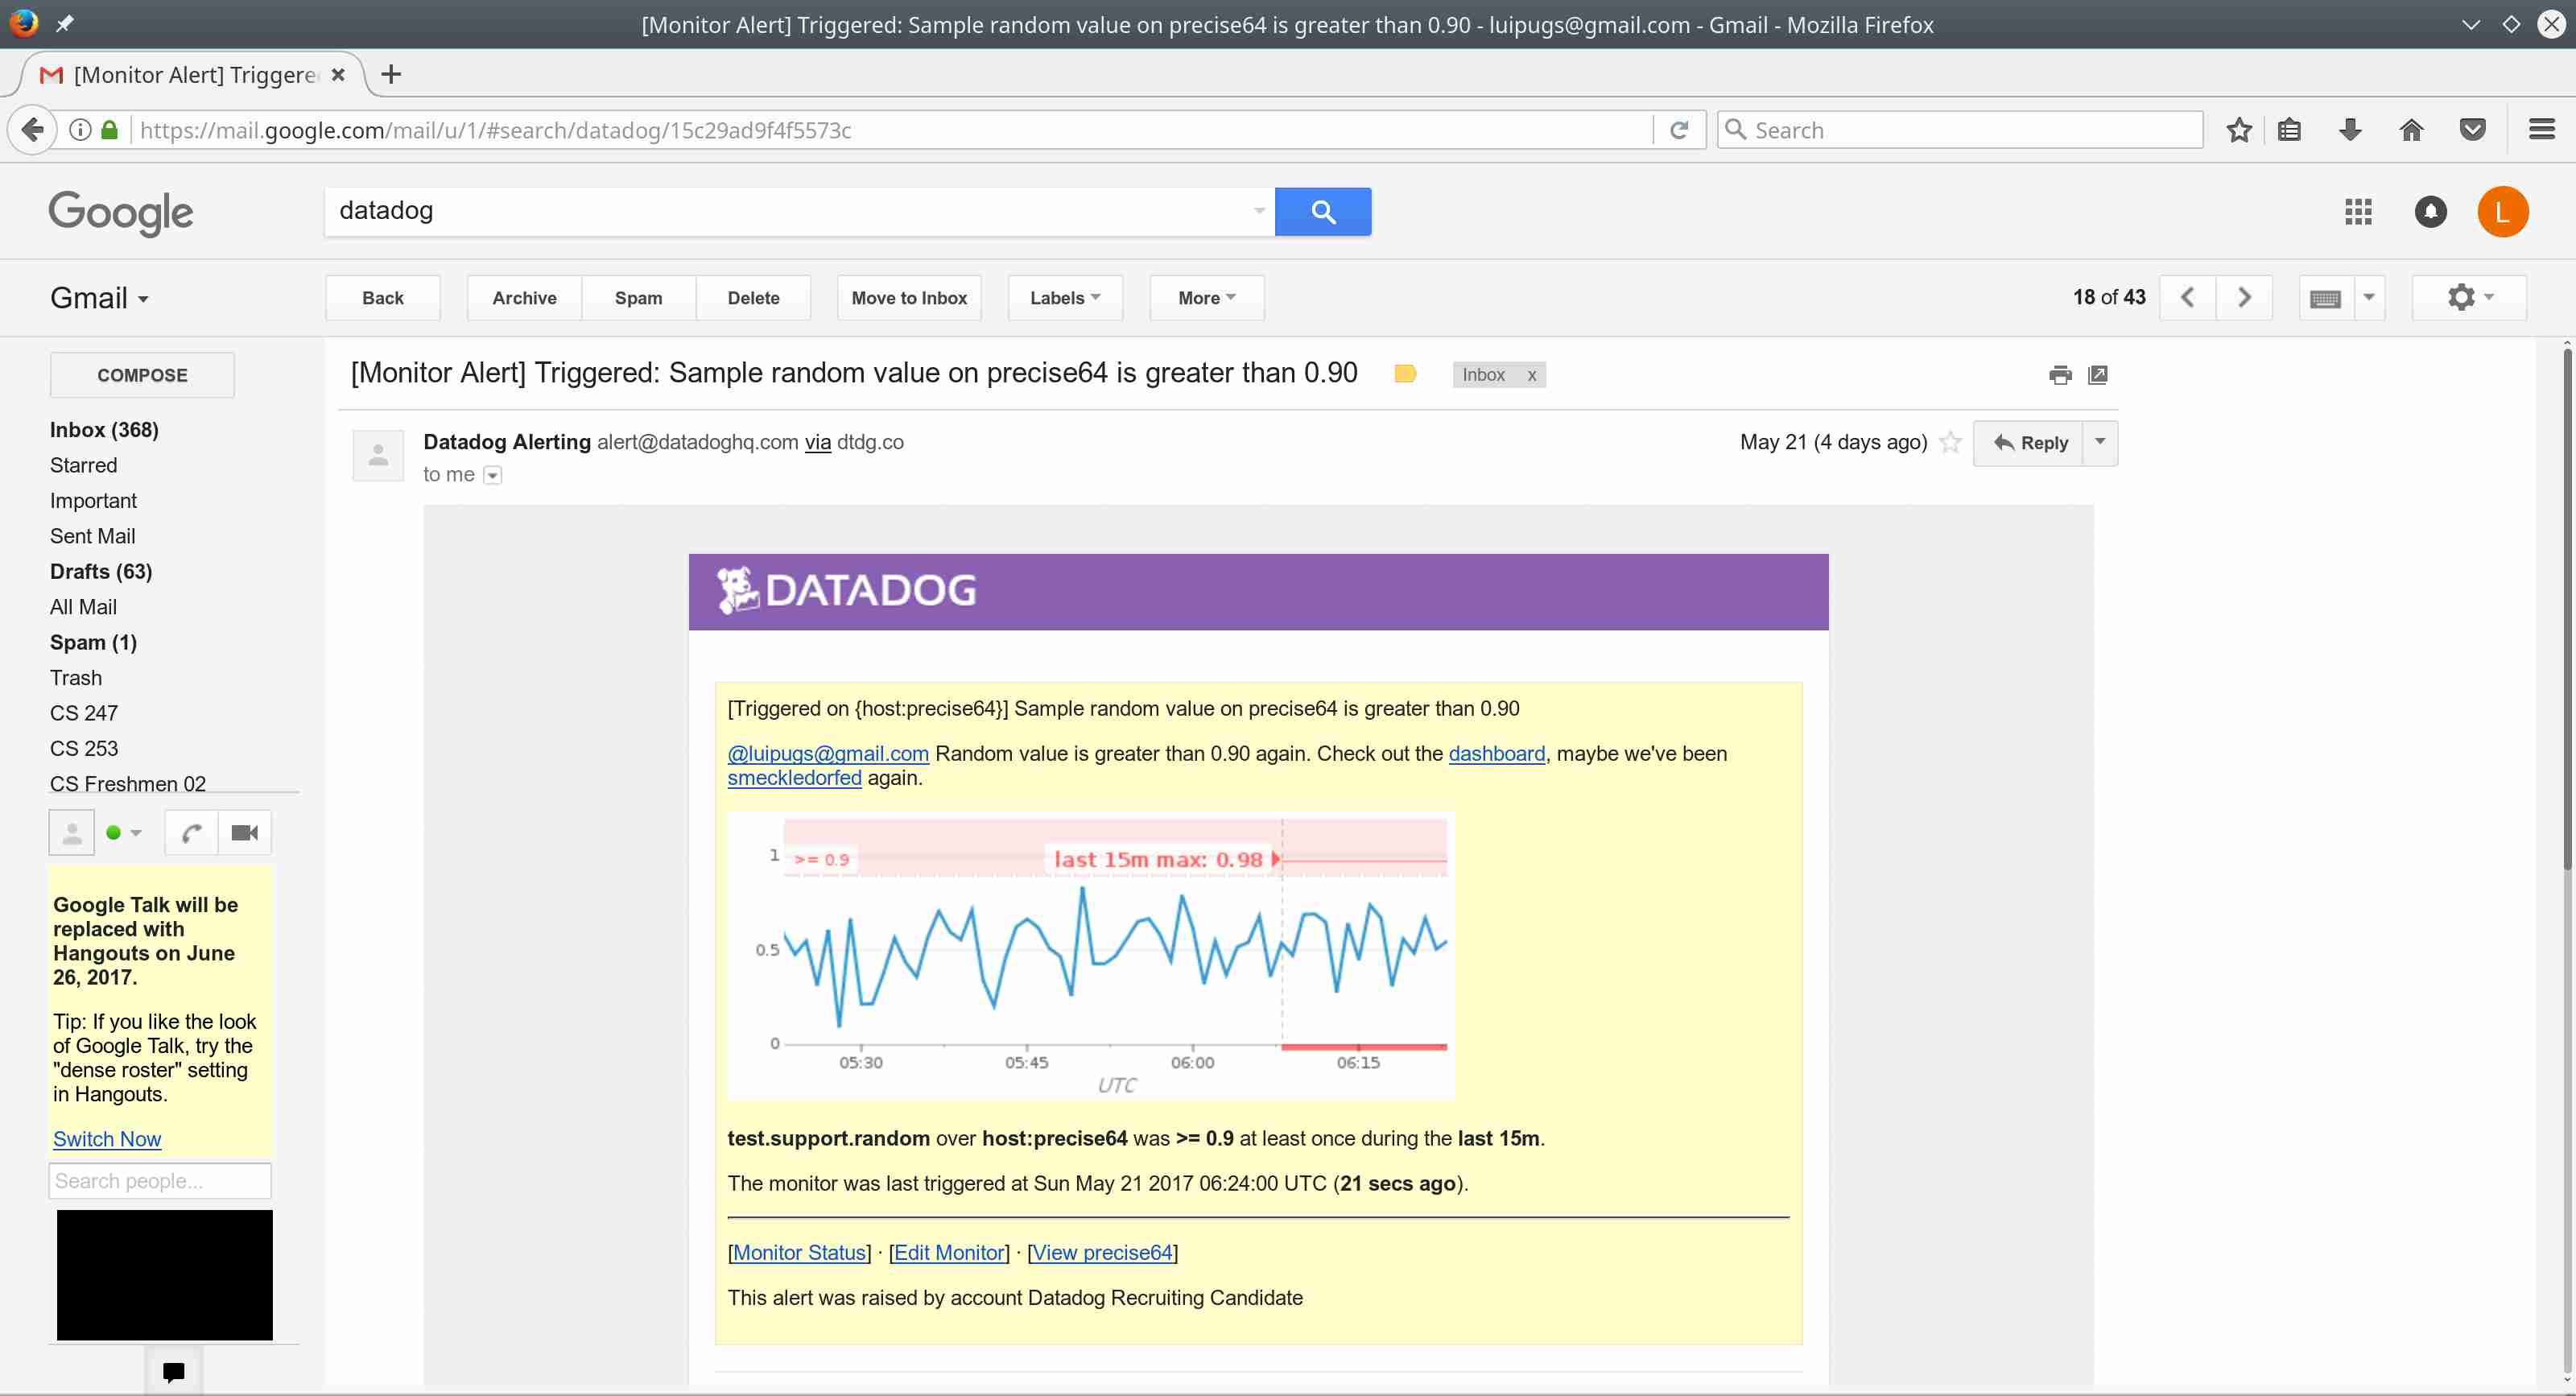 [Monitor Alert] Triggered: Sample random value on precise64 is greater than 0.90 - luipugs@gmail.com - Gmail - Mozilla Firefox
[Monitor Alert] Triggere
https://mail.google.com/mail/u/1/#search/datadog/15c29ad9f4f5573c
Search
Google
datadog
L
Gmail
Back
Archive
Spam
Delete
Move to Inbox
Labels
More
18 of 43
COMPOSE
Inbox (368)
Starred
Important
Sent Mail
Drafts (63)
All Mail
Spam (1)
Trash
CS 247
CS 253
CS Freshmen 02
Google Talk will be
replaced with
Hangouts on June
26, 2017.
Tip: If you like the look
of Google Talk, try the
"dense roster" setting
in Hangouts.
Switch Now
Search people...
[Monitor Alert] Triggered: Sample random value on precise64 is greater than 0.90
Inbox x
Datadog Alerting alert@datadoghq.com via dtdg.co
May 21 (4 days ago)
Reply
to me
DATADOG
[Triggered on {host:precise64}] Sample random value on precise64 is greater than 0.90
@luipugs@gmail.com Random value is greater than 0.90 again. Check out the dashboard, maybe we've been
smeckledorfed again.
1
>= 0.9
last 15m max: 0.98
0.5
0
05:30
05:45
06:00
06:15
UTC
test.support.random over host:precise64 was >= 0.9 at least once during the last 15m.
The monitor was last triggered at Sun May 21 2017 06:24:00 UTC (21 secs ago).
[Monitor Status] · [Edit Monitor] · [View precise64]
This alert was raised by account Datadog Recruiting Candidate